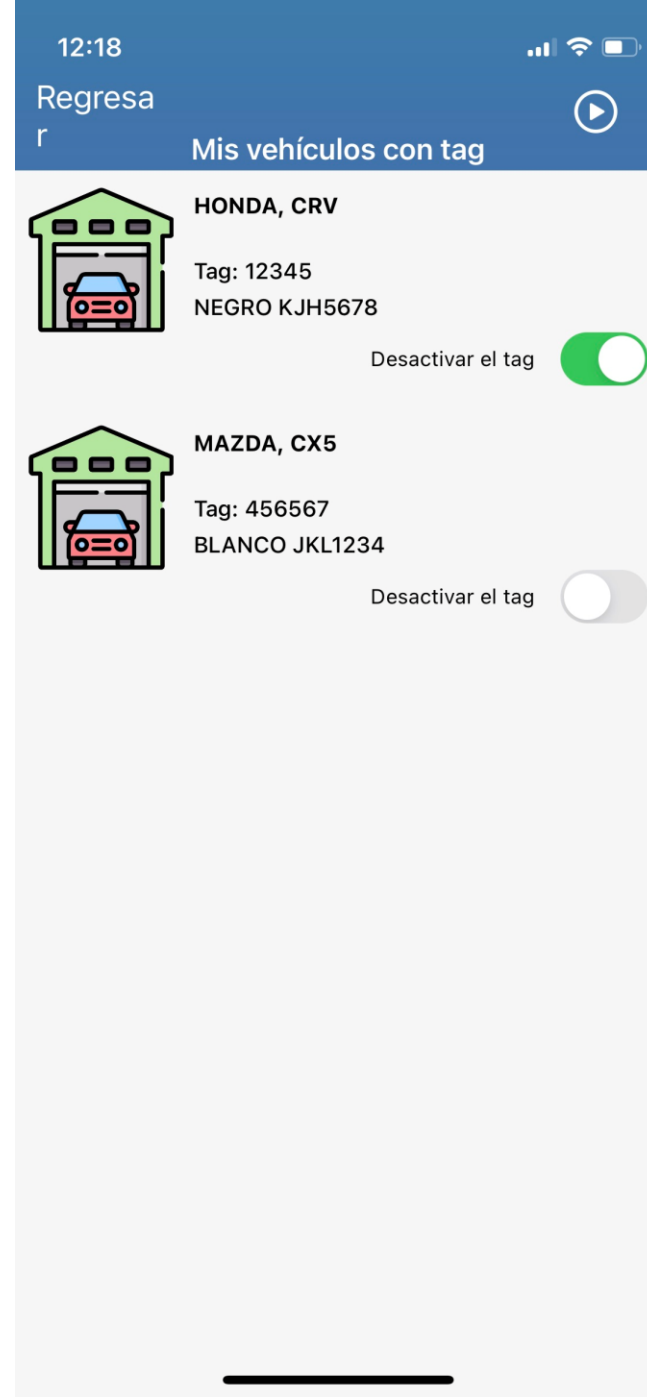 12:18
Regresa
r
Mis vehículos con tag
HONDA, CRV
Tag: 12345
NEGRO KJH5678
Desactivar el tag
MAZDA, CX5
Tag: 456567
BLANCO JKL1234
Desactivar el tag